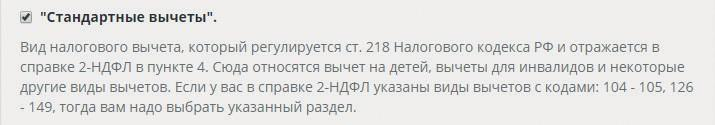 "Стандартные вычеты".
Вид налогового вычета, который регулируется ст. 218 Налогового кодекса РФ и отражается в
справке 2-НДФЛ в пункте 4. Сюда относятся вычет на детей, вычеты для инвалидов и некоторые
другие виды вычетов. Если у вас в справке 2-НДФЛ указаны виды вычетов с кодами: 104 - 105, 126
- 149, тогда вам надо выбрать указанный раздел.